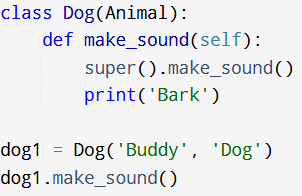 class Dog(Animal):
    def make_sound(self):
        super().make_sound()
        print('Bark')

dog1 = Dog('Buddy', 'Dog')
dog1.make_sound()